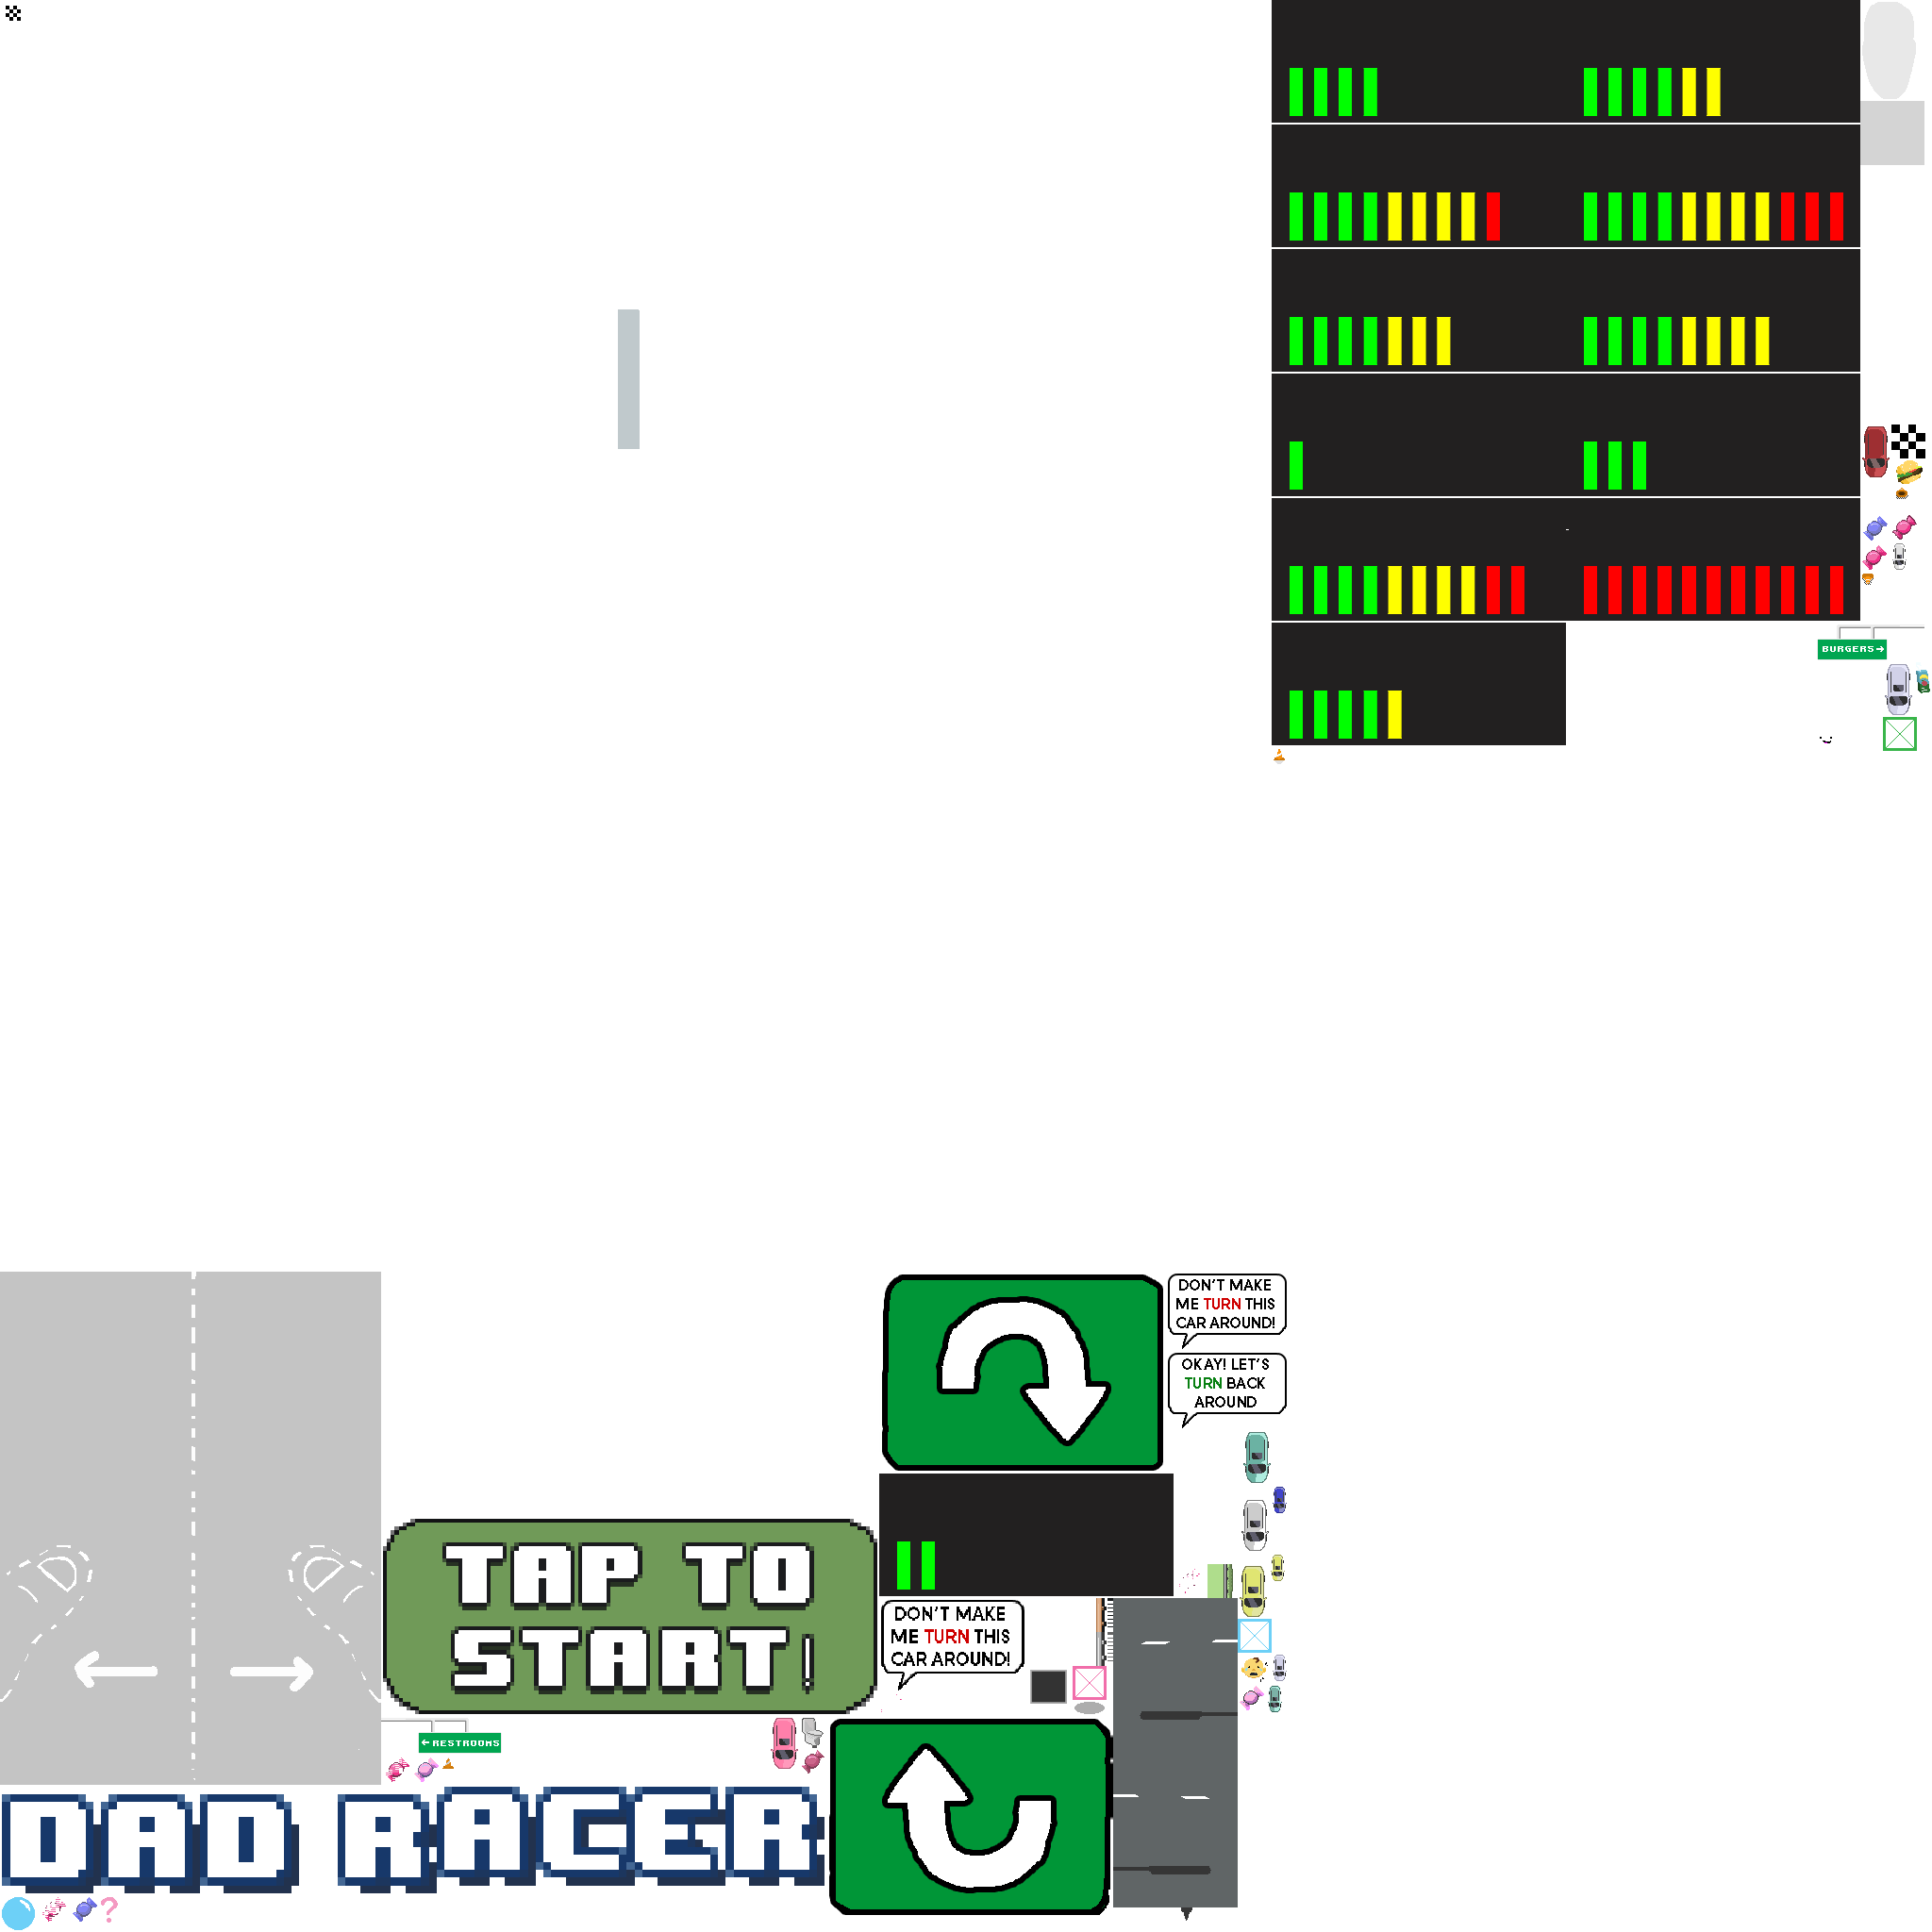 BURGERS →
DON'T MAKE
ME TURN THIS
CAR AROUND!
OKAY! LET'S
TURN BACK
AROUND
TAP TO
START!
DON'T MAKE
ME TURN THIS
CAR AROUND!
← RESTROOMS
DAD RACER
?